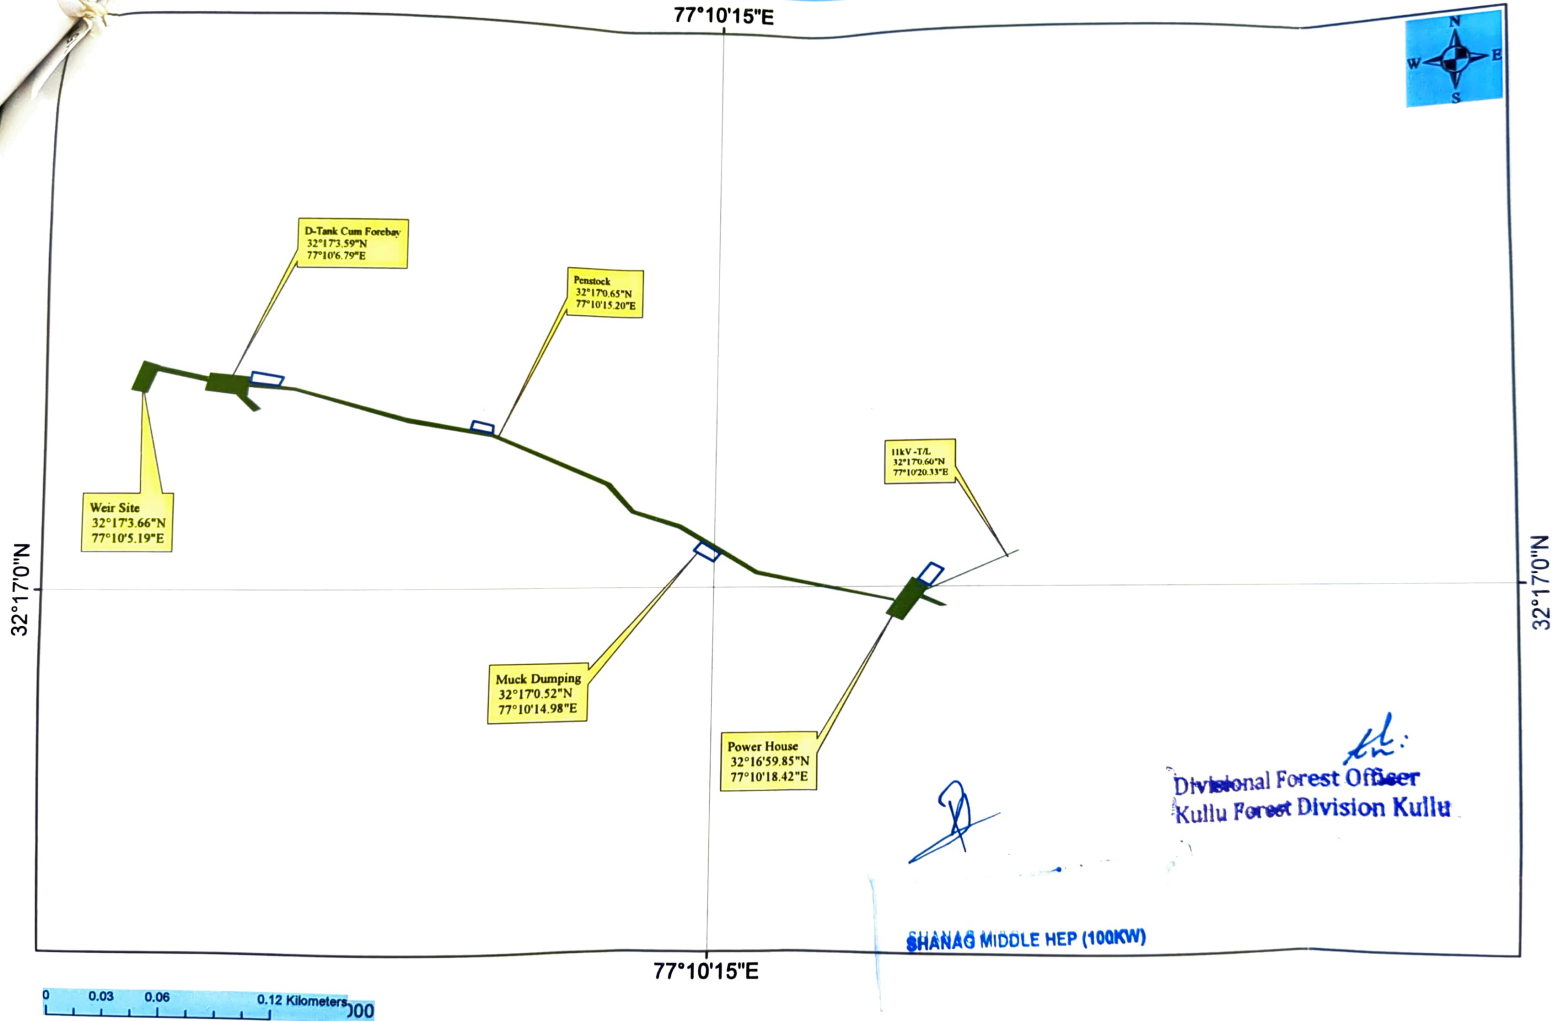 77°10'15"E
N
W E
S
D-Tank Cum Forebay
32°17'3.59"N
77°10'6.79"E
Penstock
32°17'0.65"N
77°10'15.20"E
11kV -T/L
32°17'0.60"N
77°10'20.33"E
Weir Site
32°17'3.66"N
77°10'5.19"E
32°17'0"N
32°17'0"N
Muck Dumping
32°17'0.52"N
77°10'14.98"E
Power House
32°16'59.85"N
77°10'18.42"E
Divisional Forest Officer
Kullu Forest Division Kullu
SHANAG MIDDLE HEP (100KW)
77°10'15"E
0 0.03 0.06 0.12 Kilometers